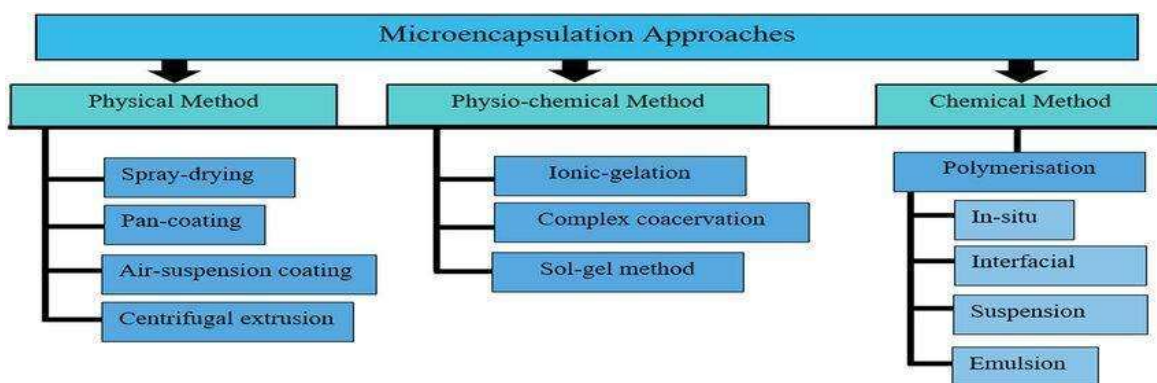 Microencapsulation Approaches
Physical Method
Spray-drying
Pan-coating
Air-suspension coating
Centrifugal extrusion
Physio-chemical Method
Ionic-gelation
Complex coacervation
Sol-gel method
Chemical Method
Polymerisation
In-situ
Interfacial
Suspension
Emulsion